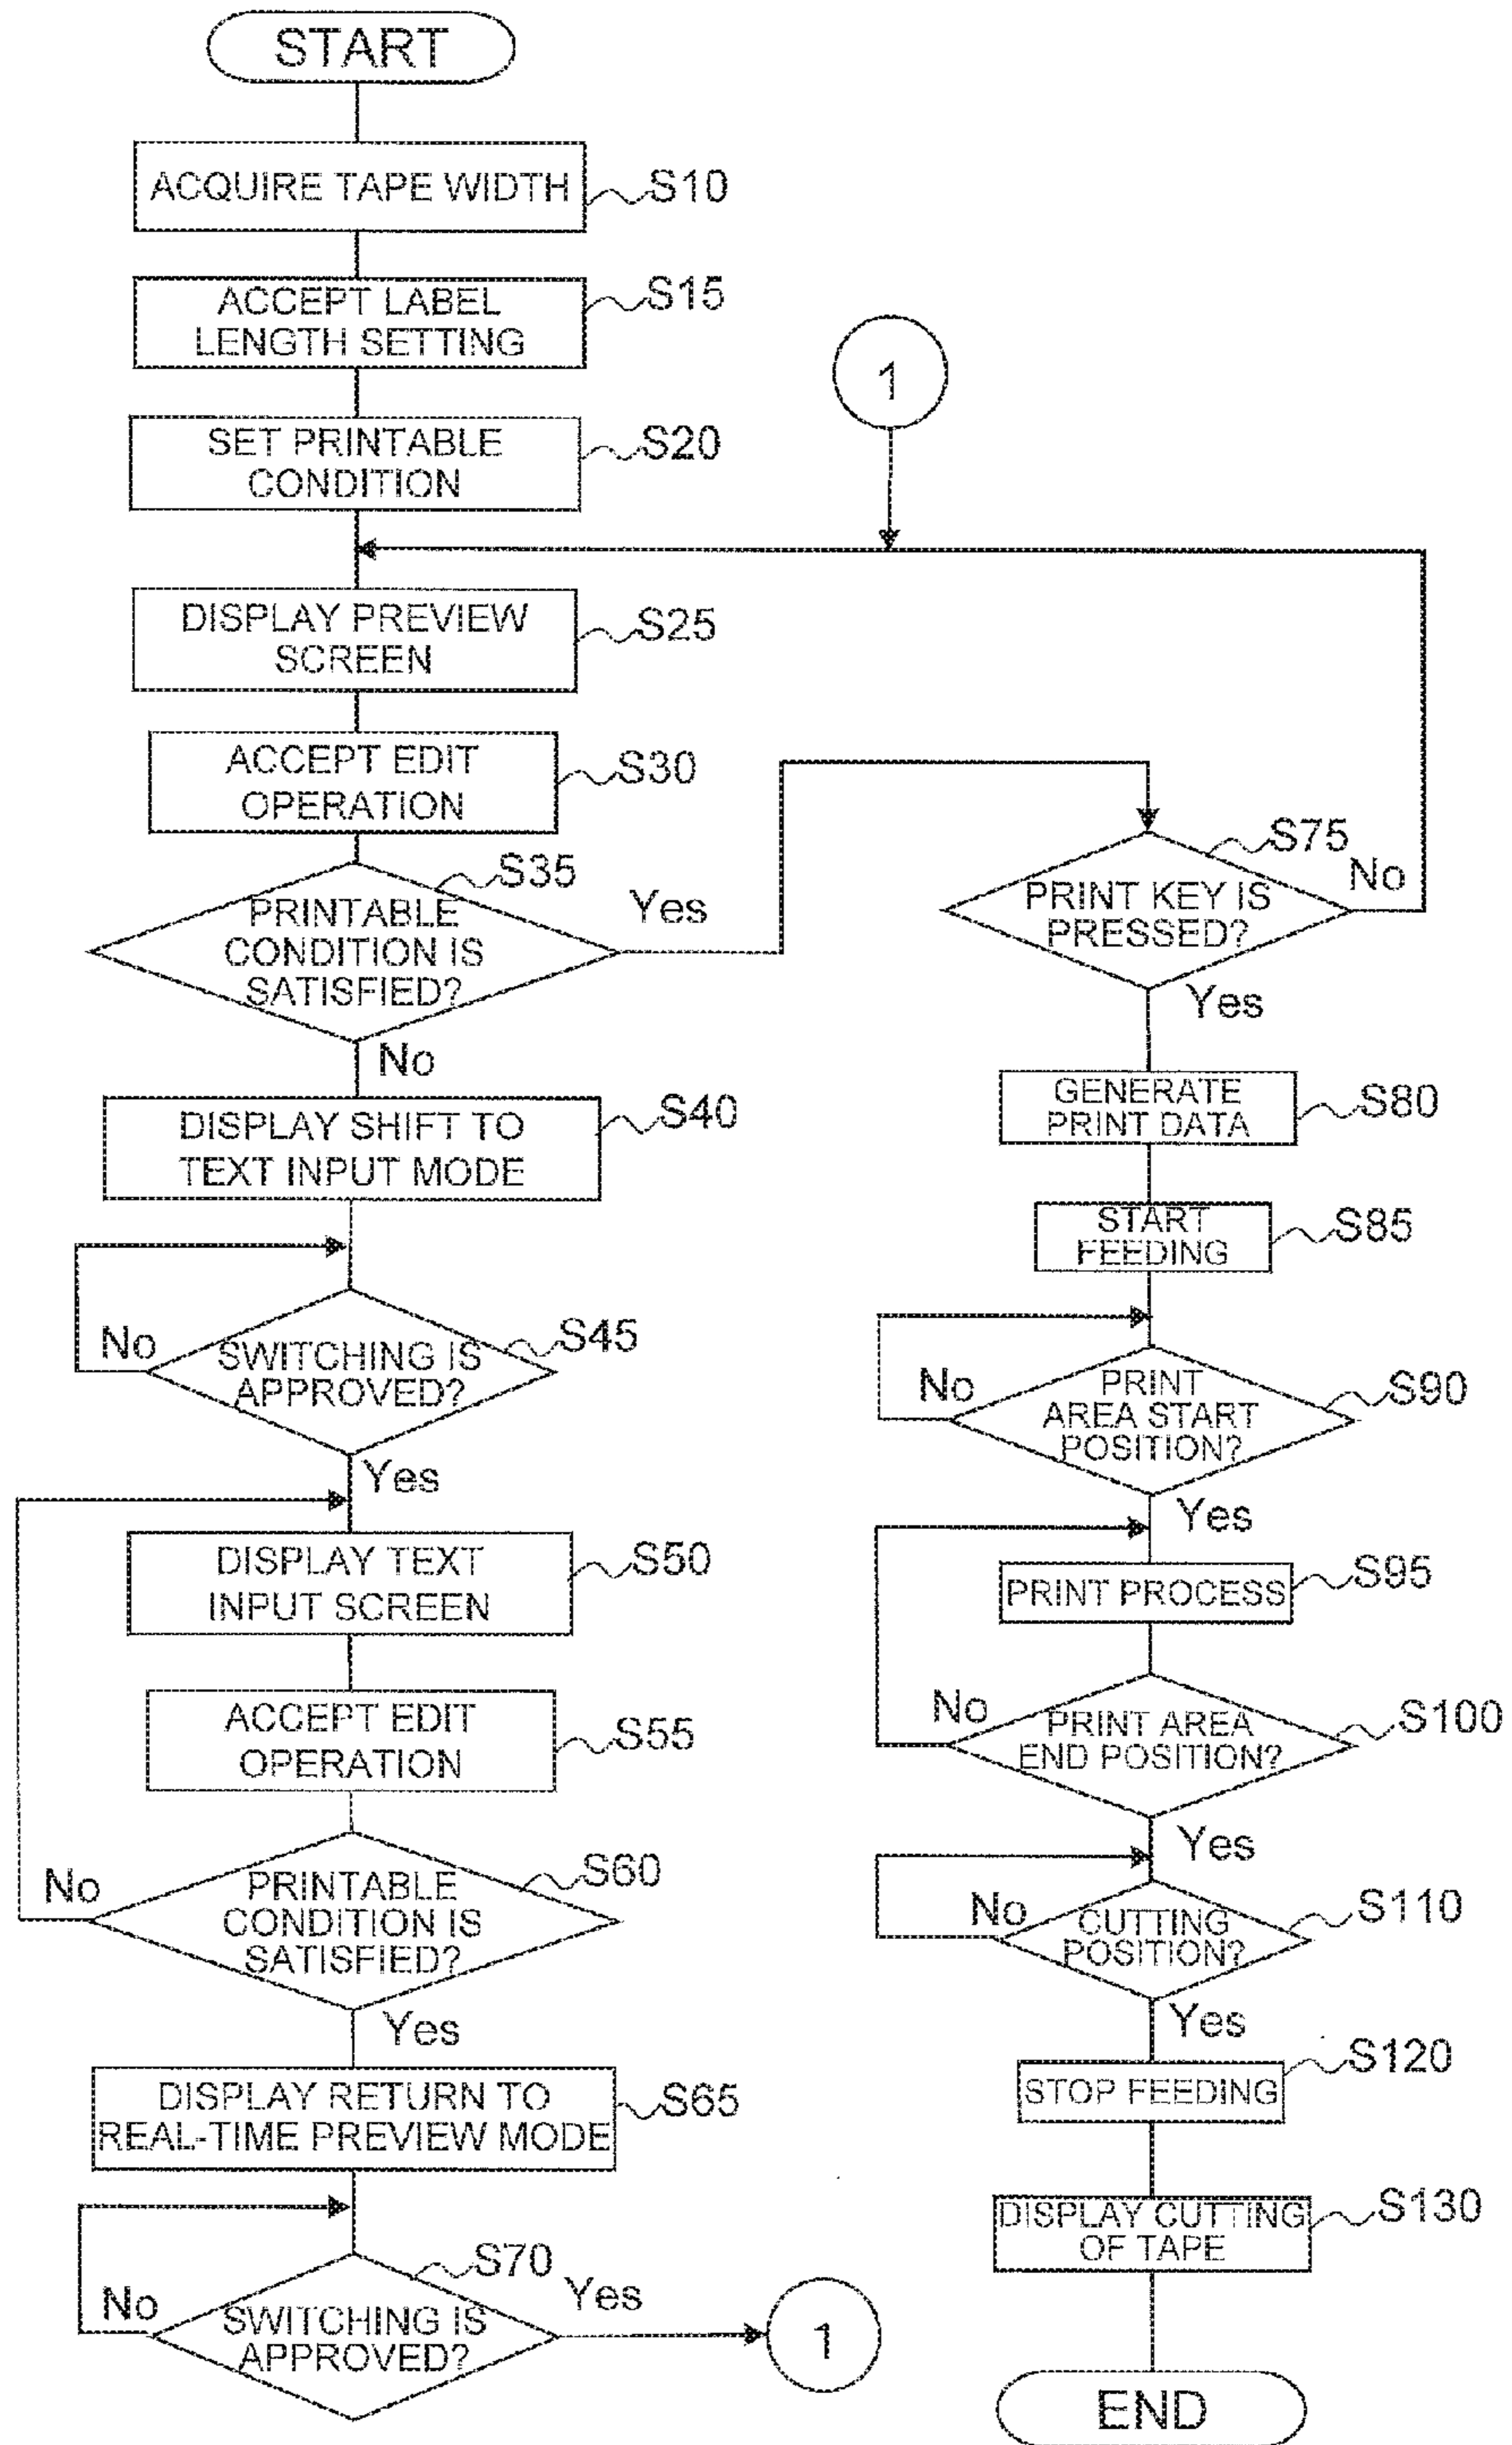 START
ACQUIRE TAPE WIDTH
S10
ACCEPT LABEL
LENGTH SETTING
S15
SET PRINTABLE
CONDITION
S20
1
DISPLAY PREVIEW
SCREEN
S25
ACCEPT EDIT
OPERATION
S30
S35
PRINTABLE
CONDITION IS
SATISFIED?
Yes
No
DISPLAY SHIFT TO
TEXT INPUT MODE
S40
S45
SWITCHING IS
APPROVED?
No
Yes
DISPLAY TEXT
INPUT SCREEN
S50
ACCEPT EDIT
OPERATION
S55
S60
PRINTABLE
CONDITION IS
SATISFIED?
No
Yes
DISPLAY RETURN TO
REAL-TIME PREVIEW MODE
S65
S70
SWITCHING IS
APPROVED?
No
Yes
1
S75
PRINT KEY IS
PRESSED?
No
Yes
GENERATE
PRINT DATA
S80
START
FEEDING
S85
PRINT
AREA START
POSITION?
S90
No
Yes
PRINT PROCESS
S95
PRINT AREA
END POSITION?
S100
No
Yes
CUTTING
POSITION?
S110
No
Yes
STOP FEEDING
S120
DISPLAY CUTTING
OF TAPE
S130
END